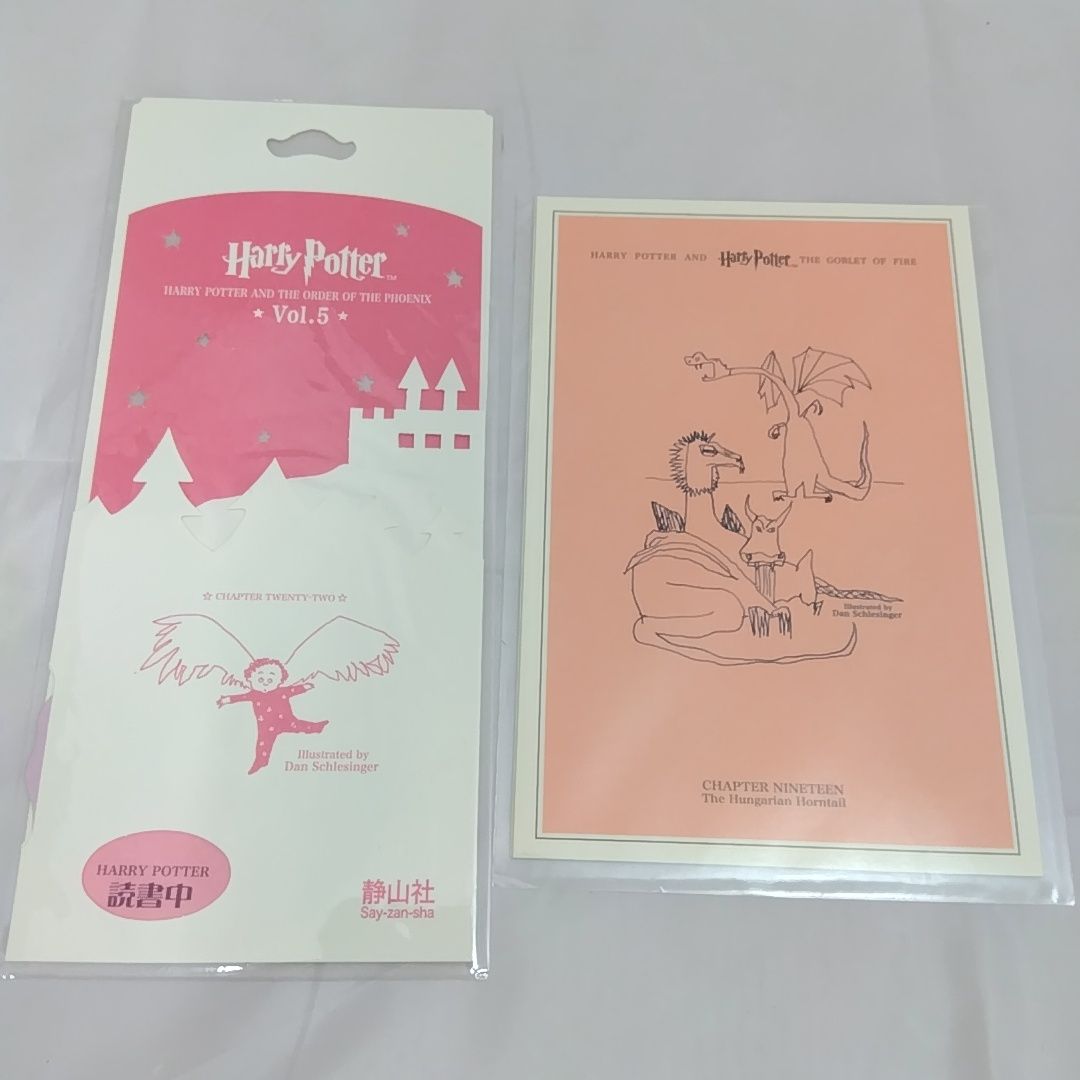 Harry Potter™
HARRY POTTER AND THE ORDER OF THE PHOENIX
★ Vol.5 ★
☆ CHAPTER TWENTY-TWO ☆
Illustrated by
Dan Schlesinger
HARRY POTTER
読書中
静山社
Say-zan-sha
HARRY POTTER AND Harry Potter™ THE GOBLET OF FIRE
Illustrated by
Dan Schlesinger
CHAPTER NINETEEN
The Hungarian Horntail